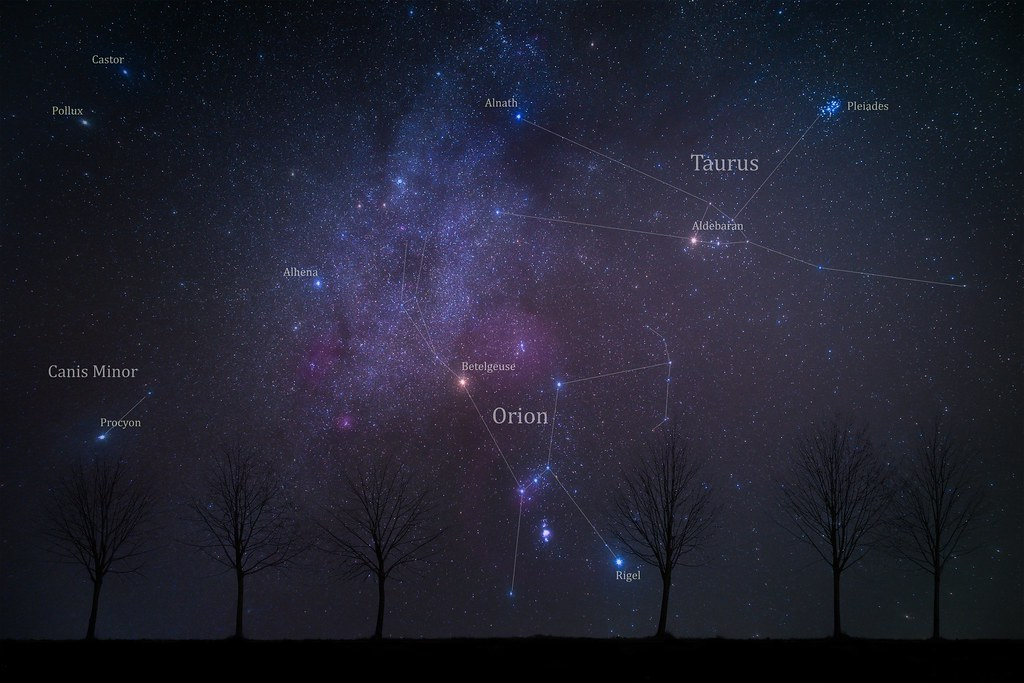 Castor
Pollux
Alnath
Pleiades
Taurus
Aldebaran
Alhena
Canis Minor
Betelgeuse
Orion
Procyon
Rigel